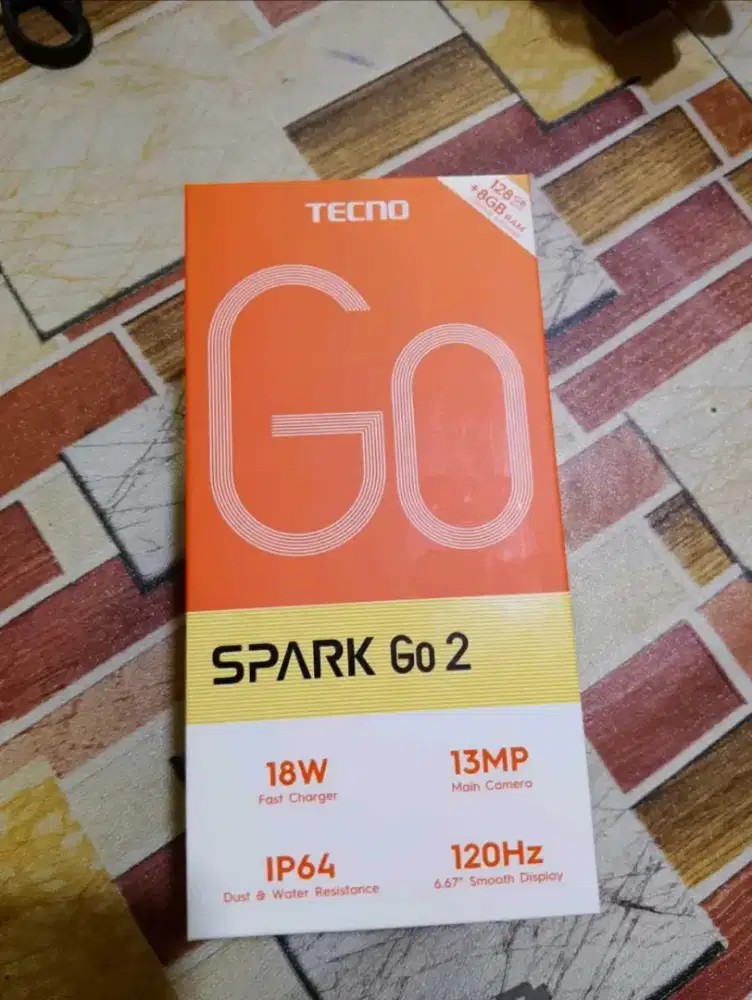 TECNO
128GB
+8GB RAM
Go
SPARK Go 2
18W
Fast Charger
13MP
Main Camera
IP64
Dust & Water Resistance
120Hz
6.67" Smooth Display